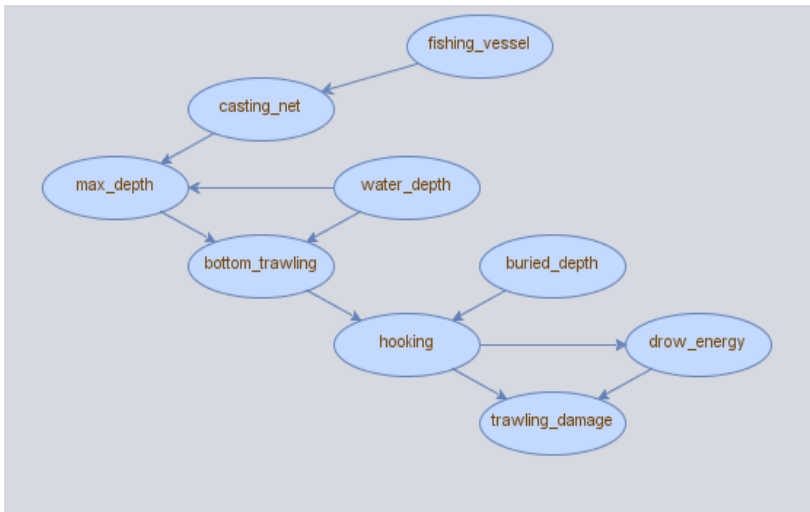 fishing_vessel
casting_net
max_depth
water_depth
bottom_trawling
buried_depth
hooking
drow_energy
trawling_damage